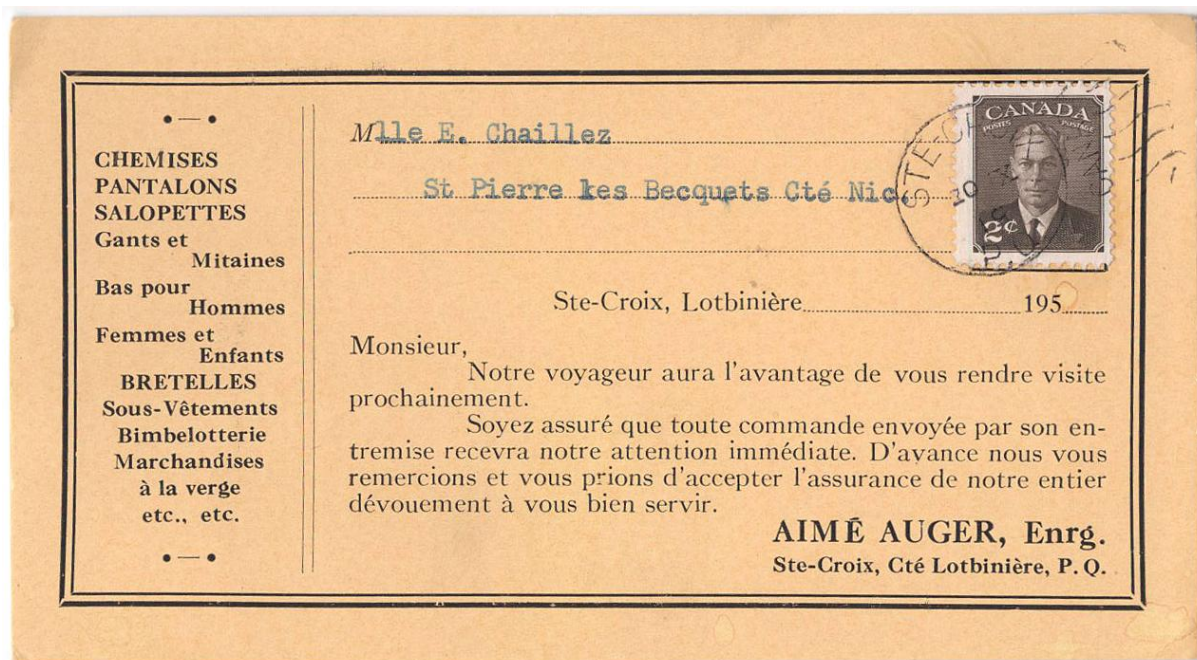 CHEMISES
PANTALONS
SALOPETTES
Gants et
Mitaines
Bas pour
Hommes
Femmes et
Enfants
BRETELLES
Sous-Vêtements
Bimbelotterie
Marchandises
à la verge
etc., etc.
Mlle E. Chaillez
St Pierre les Becquets Cté Nic.
CANADA
POSTES POSTAGE
2¢
Ste-Croix, Lotbinière 195
Monsieur,
Notre voyageur aura l'avantage de vous rendre visite
prochainement.
Soyez assuré que toute commande envoyée par son en-
tremise recevra notre attention immédiate. D'avance nous vous
remercions et vous prions d'accepter l'assurance de notre entier
dévouement à vous bien servir.
AIMÉ AUGER, Enrg.
Ste-Croix, Cté Lotbinière, P. Q.